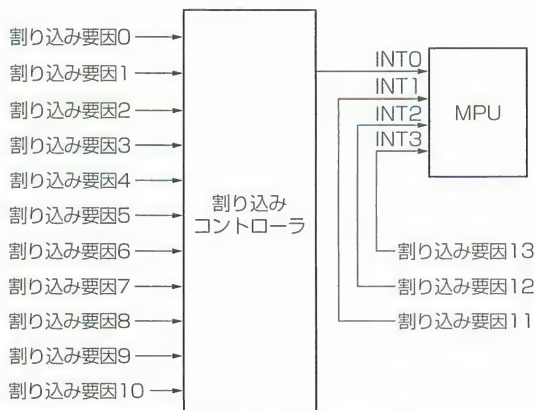 割り込み要因0
割り込み要因1
割り込み要因2
割り込み要因3
割り込み要因4
割り込み要因5
割り込み要因6
割り込み要因7
割り込み要因8
割り込み要因9
割り込み要因10
割り込み
コントローラ
INT0
INT1
INT2
INT3
MPU
割り込み要因13
割り込み要因12
割り込み要因11